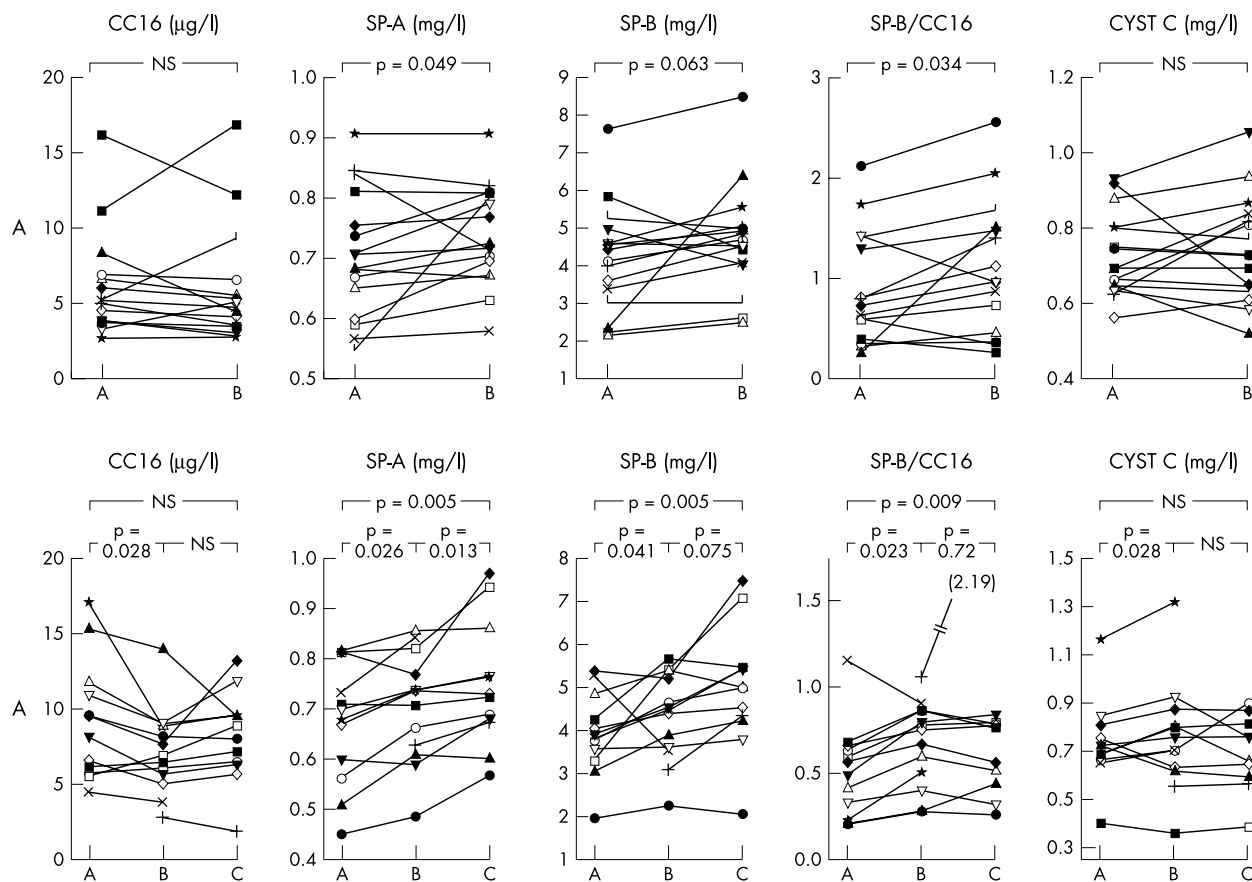 CC16 (µg/l) SP-A (mg/l) SP-B (mg/l) SP-B/CC16 CYST C (mg/l)
NS p = 0.049 p = 0.063 p = 0.034 NS
20 1.0 9 3 1.2
8
0.9 7 1.0
15
6 2
A 10 0.8 5 0.8
0.7 4
5 1 0.6
0.6 3
2
0 0.5 1 0 0.4
A B A B A B A B A B
CC16 (µg/l) SP-A (mg/l) SP-B (mg/l) SP-B/CC16 CYST C (mg/l)
NS p = 0.005 p = 0.005 p = 0.009 NS
p = p = p = p = p = p = p = p =
0.028 NS 0.026 0.013 0.041 0.075 0.023 0.72 0.028 NS
20 1.0 8 (2.19) 1.5
0.9 7 1.5 1.3
15
0.8 6 1.1
1.0
A 10 0.7 5 0.9
4
0.6 0.5 0.7
5 3
0.5 2 0.5
0 0.4 1 0.0 0.3
A B C A B C A B C A B C A B C